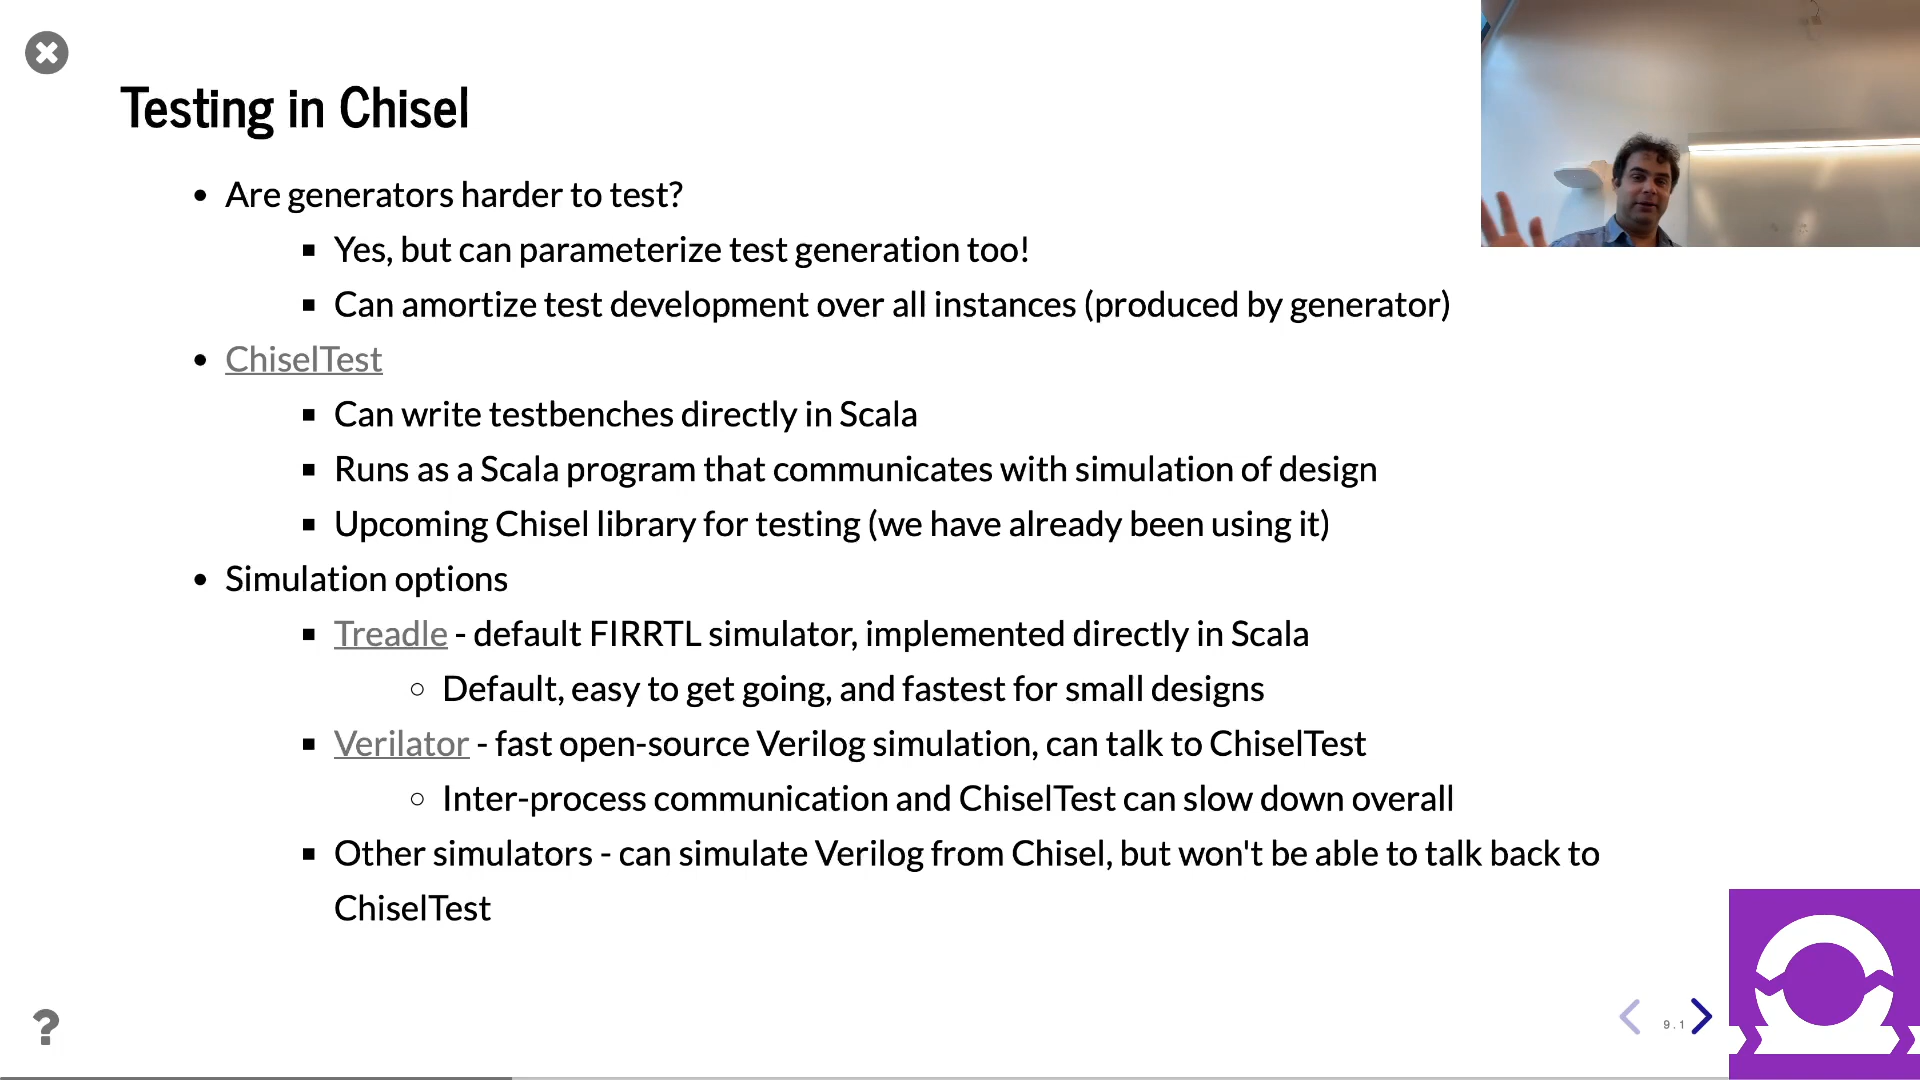 Testing in Chisel
Are generators harder to test?
Yes, but can parameterize test generation too!
Can amortize test development over all instances (produced by generator)
ChiselTest
Can write testbenches directly in Scala
Runs as a Scala program that communicates with simulation of design
Upcoming Chisel library for testing (we have already been using it)
Simulation options
Treadle - default FIRRTL simulator, implemented directly in Scala
Default, easy to get going, and fastest for small designs
Verilator - fast open-source Verilog simulation, can talk to ChiselTest
Inter-process communication and ChiselTest can slow down overall
Other simulators - can simulate Verilog from Chisel, but won't be able to talk back to
ChiselTest
?
9.1